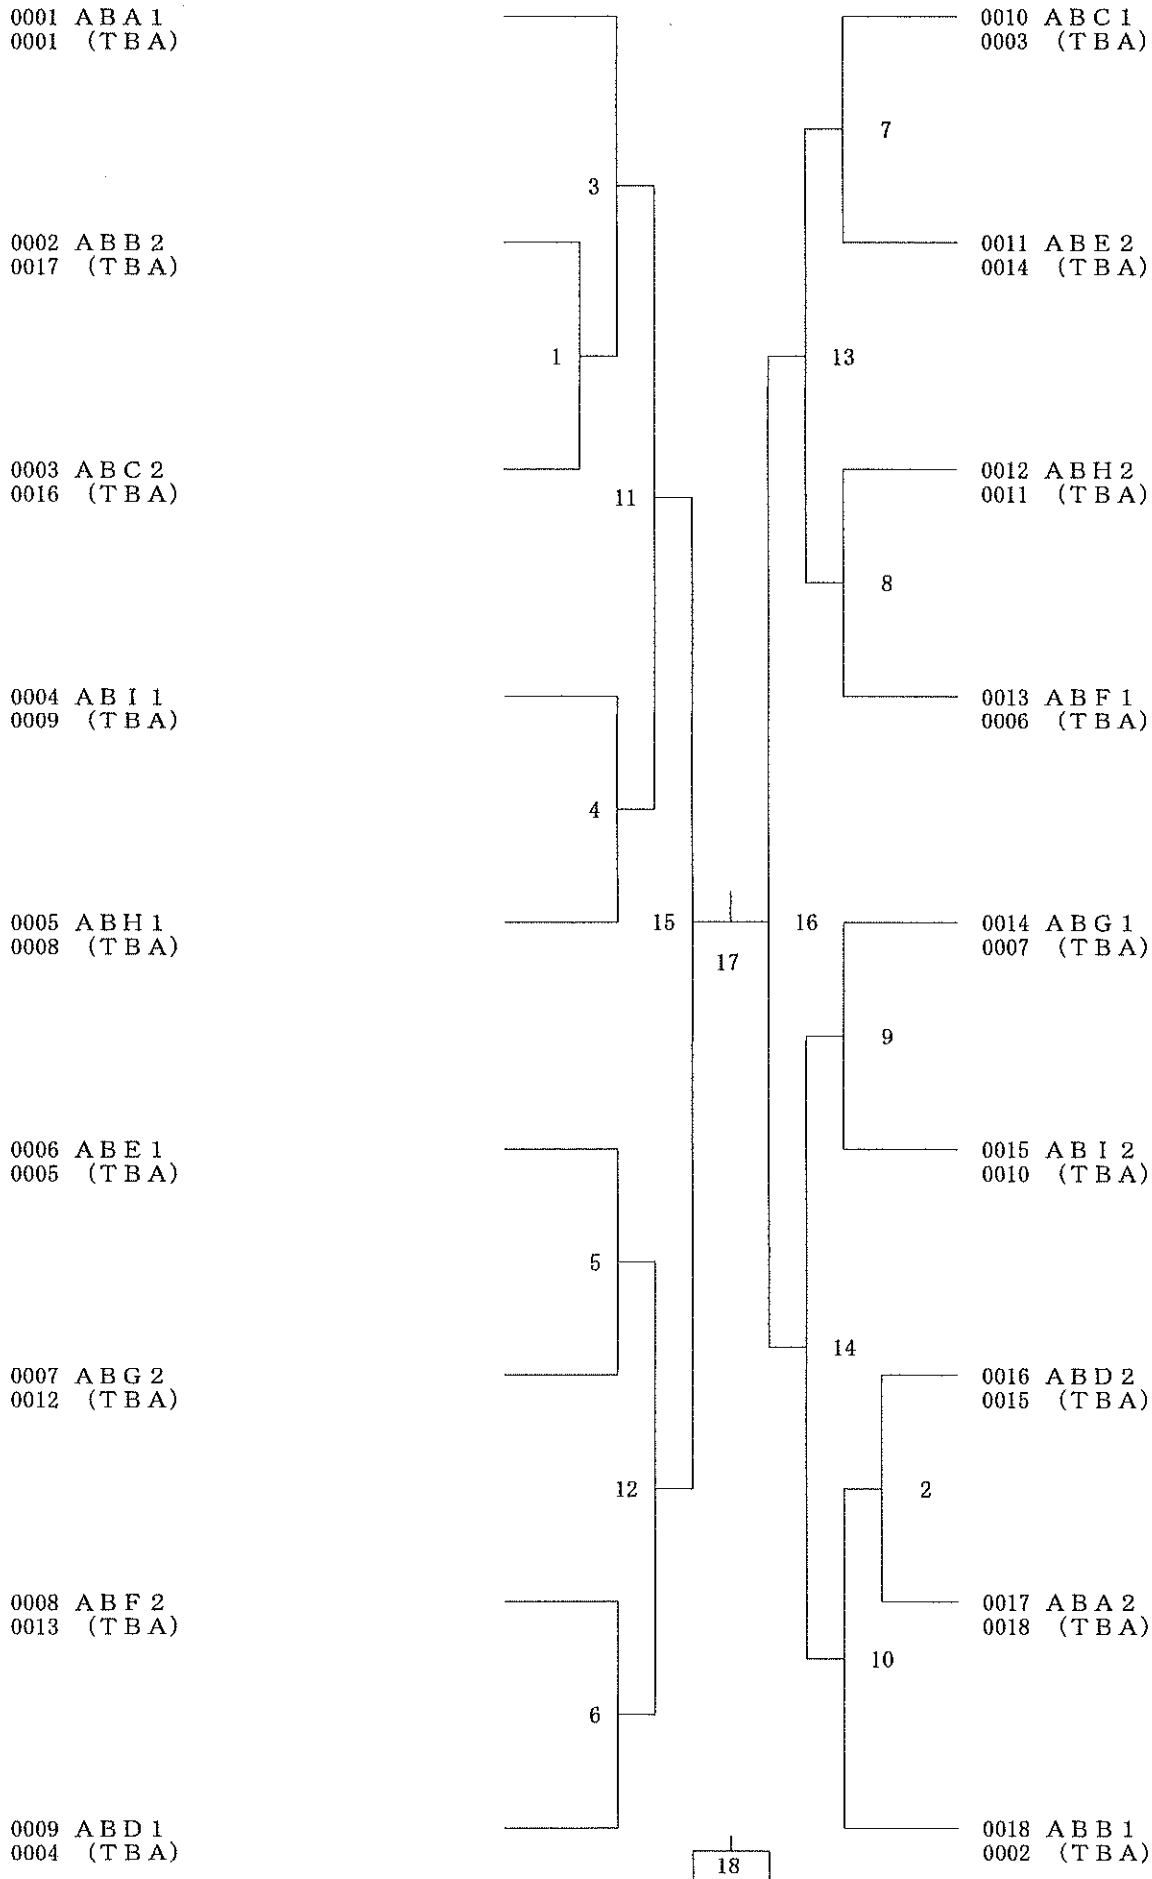 0001 ABA1
0001 (TBA)
0002 ABB2
0017 (TBA)
0003 ABC2
0016 (TBA)
0004 ABI1
0009 (TBA)
0005 ABH1
0008 (TBA)
0006 ABE1
0005 (TBA)
0007 ABG2
0012 (TBA)
0008 ABF2
0013 (TBA)
0009 ABD1
0004 (TBA)
3
1
11
4
15
5
12
6
17
18
16
13
14
7
8
9
2
10
0010 ABC1
0003 (TBA)
0011 ABE2
0014 (TBA)
0012 ABH2
0011 (TBA)
0013 ABF1
0006 (TBA)
0014 ABG1
0007 (TBA)
0015 ABI2
0010 (TBA)
0016 ABD2
0015 (TBA)
0017 ABA2
0018 (TBA)
0018 ABB1
0002 (TBA)